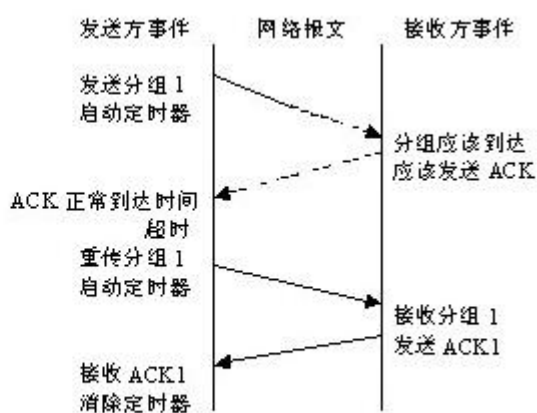 发送方事件
网络报文
接收方事件
发送分组 1
启动定时器
分组应该到达
应该发送 ACK
ACK 正常到达时间
超时
重传分组 1
启动定时器
接收分组 1
发送 ACK1
接收 ACK1
消除定时器